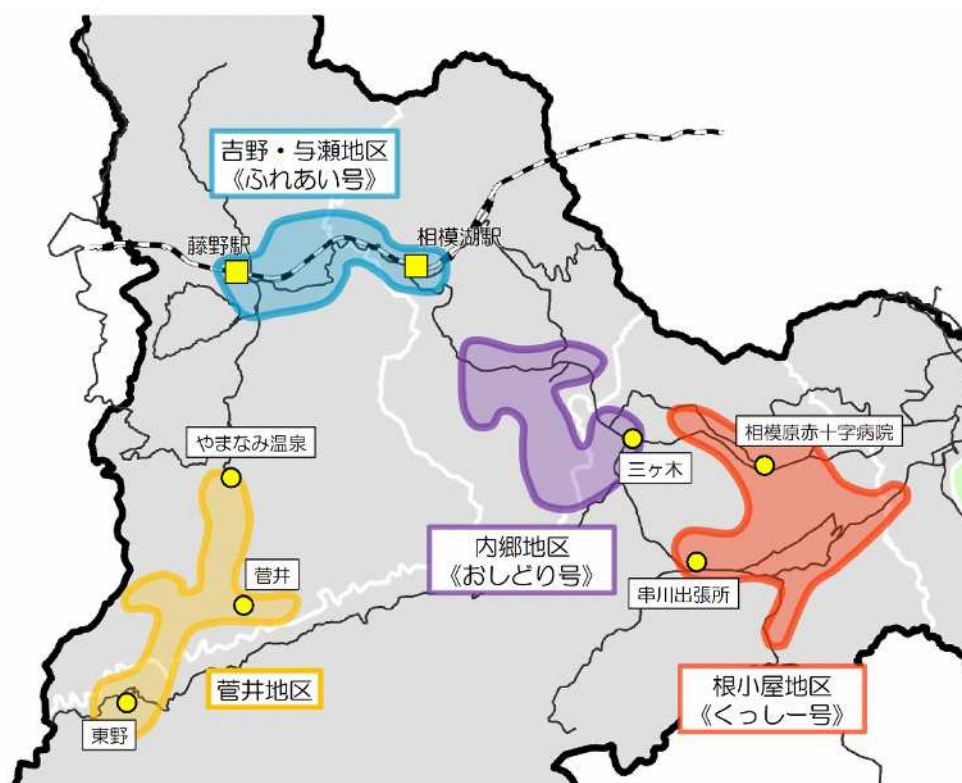 吉野・与瀬地区
《ふれあい号》
藤野駅
相模湖駅
相模原赤十字病院
やまなみ温泉
三ヶ木
内郷地区
《おしどり号》
菅井
串川出張所
菅井地区
根小屋地区
《くっしー号》
東野